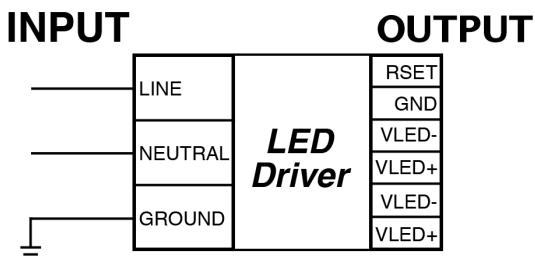 INPUT
OUTPUT
LINE
NEUTRAL
GROUND
LED
Driver
RSET
GND
VLED-
VLED+
VLED-
VLED+